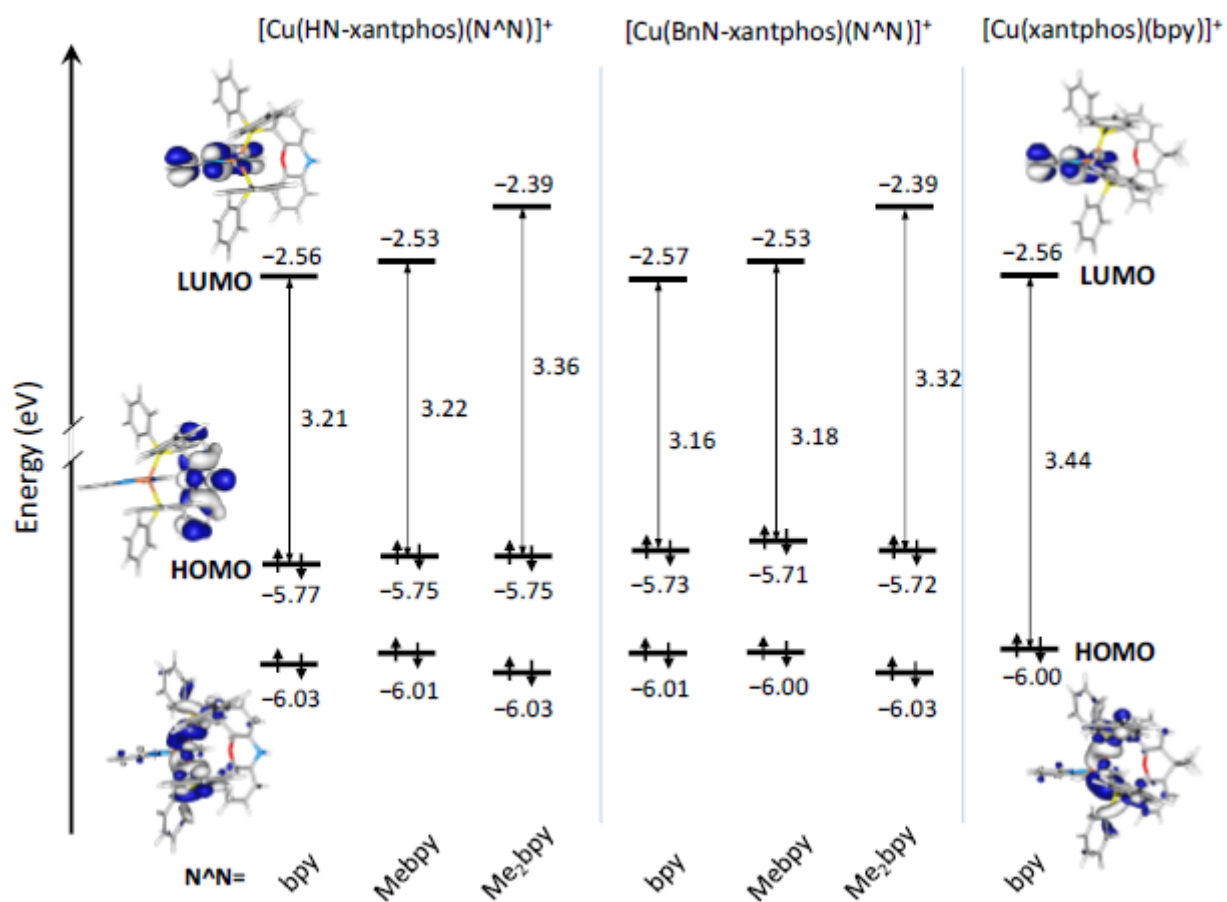 [Cu(HN-xantphos)(N^N)]⁺ [Cu(BnN-xantphos)(N^N)]⁺ [Cu(xantphos)(bpy)]⁺
Energy (eV)
−2.39 −2.39
−2.56 −2.53 −2.57 −2.53 −2.56
LUMO LUMO
3.21 3.22 3.36 3.16 3.18 3.32 3.44
HOMO
−5.77 −5.75 −5.75 −5.73 −5.71 −5.72
HOMO
−6.03 −6.01 −6.03 −6.01 −6.00 −6.03 −6.00
N^N= bpy Mebpy Me₂bpy bpy Mebpy Me₂bpy bpy